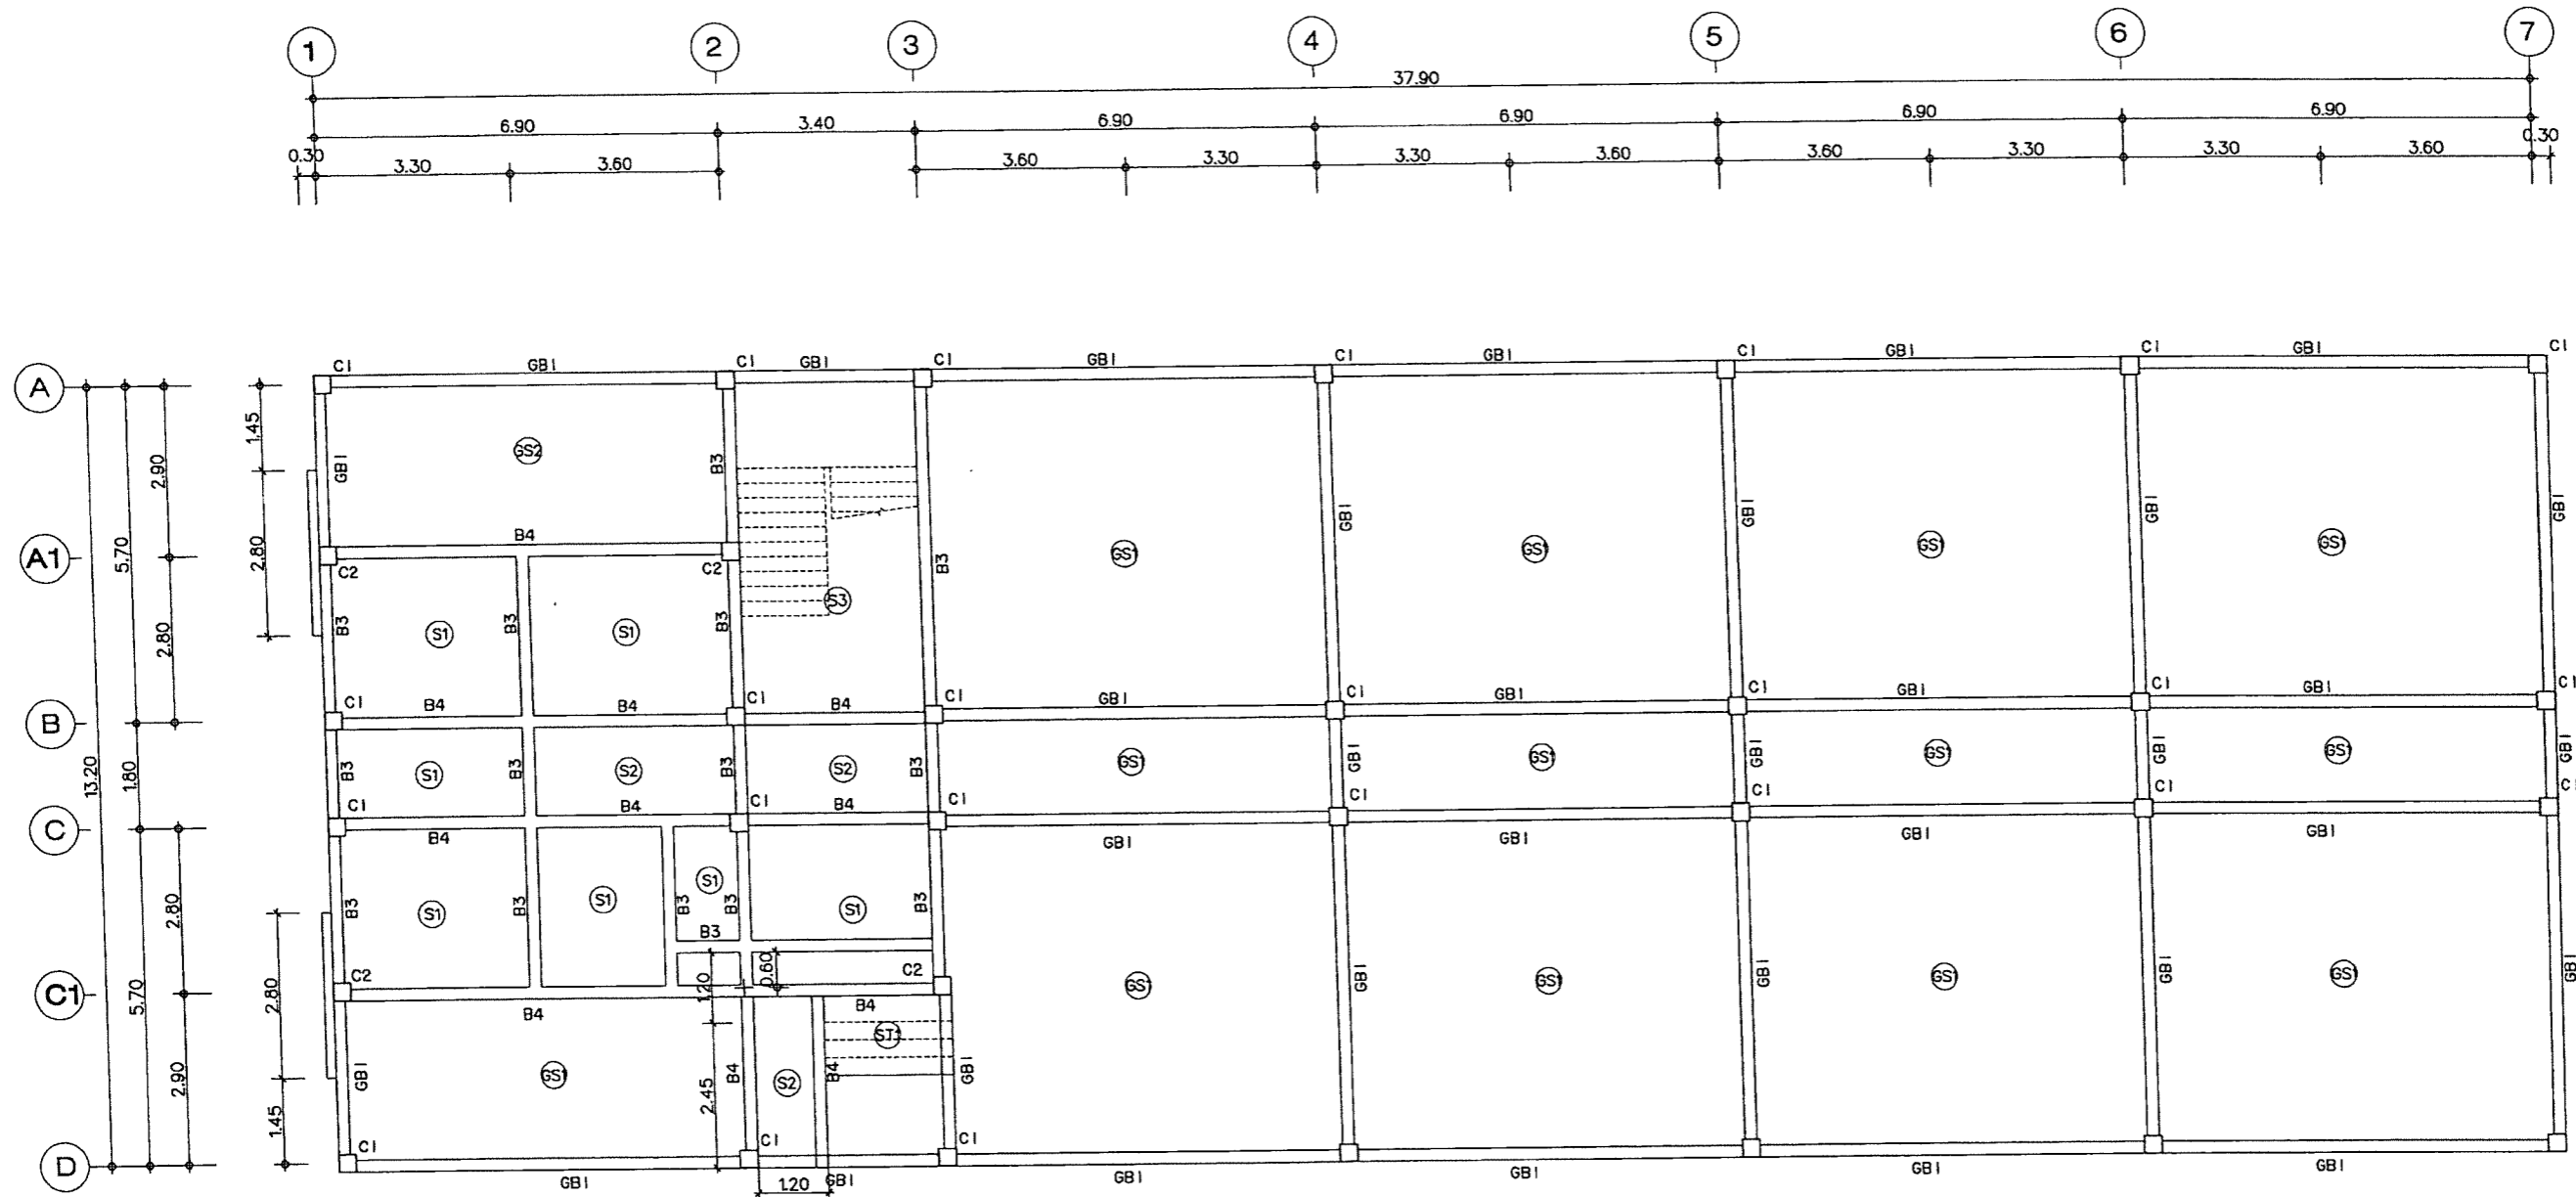 1 2 3 4 5 6 7
37.90
6.90 3.40 6.90 6.90 6.90 6.90
0.30 3.30 3.60 3.60 3.30 3.30 3.60 3.60 3.30 3.30 3.60 0.30
C1 GB1 C1 GB1 C1 GB1 C1 GB1 C1 GB1 C1 GB1 C1
A
1.45 2.90 GB1 GS2 B3
5.70 2.80 B4 B3 GS1 GB1 GS1 GB1 GS1 GB1 GS1 GB1
A1
C2 C2
S3
2.80 B3 S1 B3 S1 B3
C1 B4 B4 C1 B4 C1 GB1 C1 GB1 C1 GB1 C1 GB1 C1
B
13.20 1.80 B3 S1 B3 S2 B3 S2 B3 GS1 GB1 GS1 GB1 GS1 GB1 GS1 GB1
C1 B4 C1 B4 C1 C1 C1 C1 C1
C
B4 GB1 GB1 GB1 GB1
2.80 B3 S1 B3 S1 B3 S1 B3 S1 B3
B3
C2 0.60 C2
C1
2.80 5.70 1.20 GS1 GB1 GS1 GB1 GS1 GB1 GS1 GB1
B4 B4
ST1
2.90 GB1 GS1 2.45 B4 S2 B4 GB1
1.45
C1 C1 C1
D
GB1 1.20 GB1 GB1 GB1 GB1 GB1